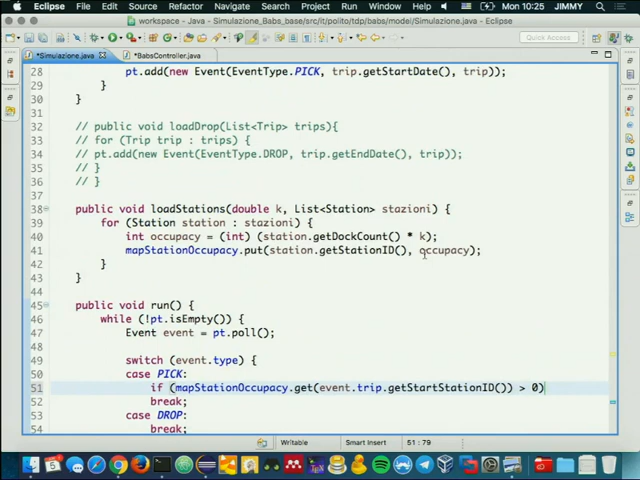 Eclipse File Edit Source Refactor Navigate Search Project Run Window Help Mon 10:25 JIMMY
workspace - Java - Simulazione_Babs_base/src/it/polito/tdp/babs/model/Simulazione.java - Eclipse
Quick Access
*Simulazione.java *BabsController.java
28 pt.add(new Event(EventType.PICK, trip.getStartDate(), trip));
29 }
30 }
31
32 // public void loadDrop(List<Trip> trips){
33 // for (Trip trip : trips) {
34 // pt.add(new Event(EventType.DROP, trip.getEndDate(), trip));
35 // }
36 // }
37
38 public void loadStations(double k, List<Station> stazioni) {
39 for (Station station : stazioni) {
40 int occupacy = (int) (station.getDockCount() * k);
41 mapStationOccupacy.put(station.getStationID(), occupacy);
42 }
43 }
44
45 public void run() {
46 while (!pt.isEmpty()) {
47 Event event = pt.poll();
48
49 switch (event.type) {
50 case PICK:
51 if (mapStationOccupacy.get(event.trip.getStartStationID()) > 0)
52 break;
53 case DROP:
54 break;
Writable Smart Insert 51 : 79